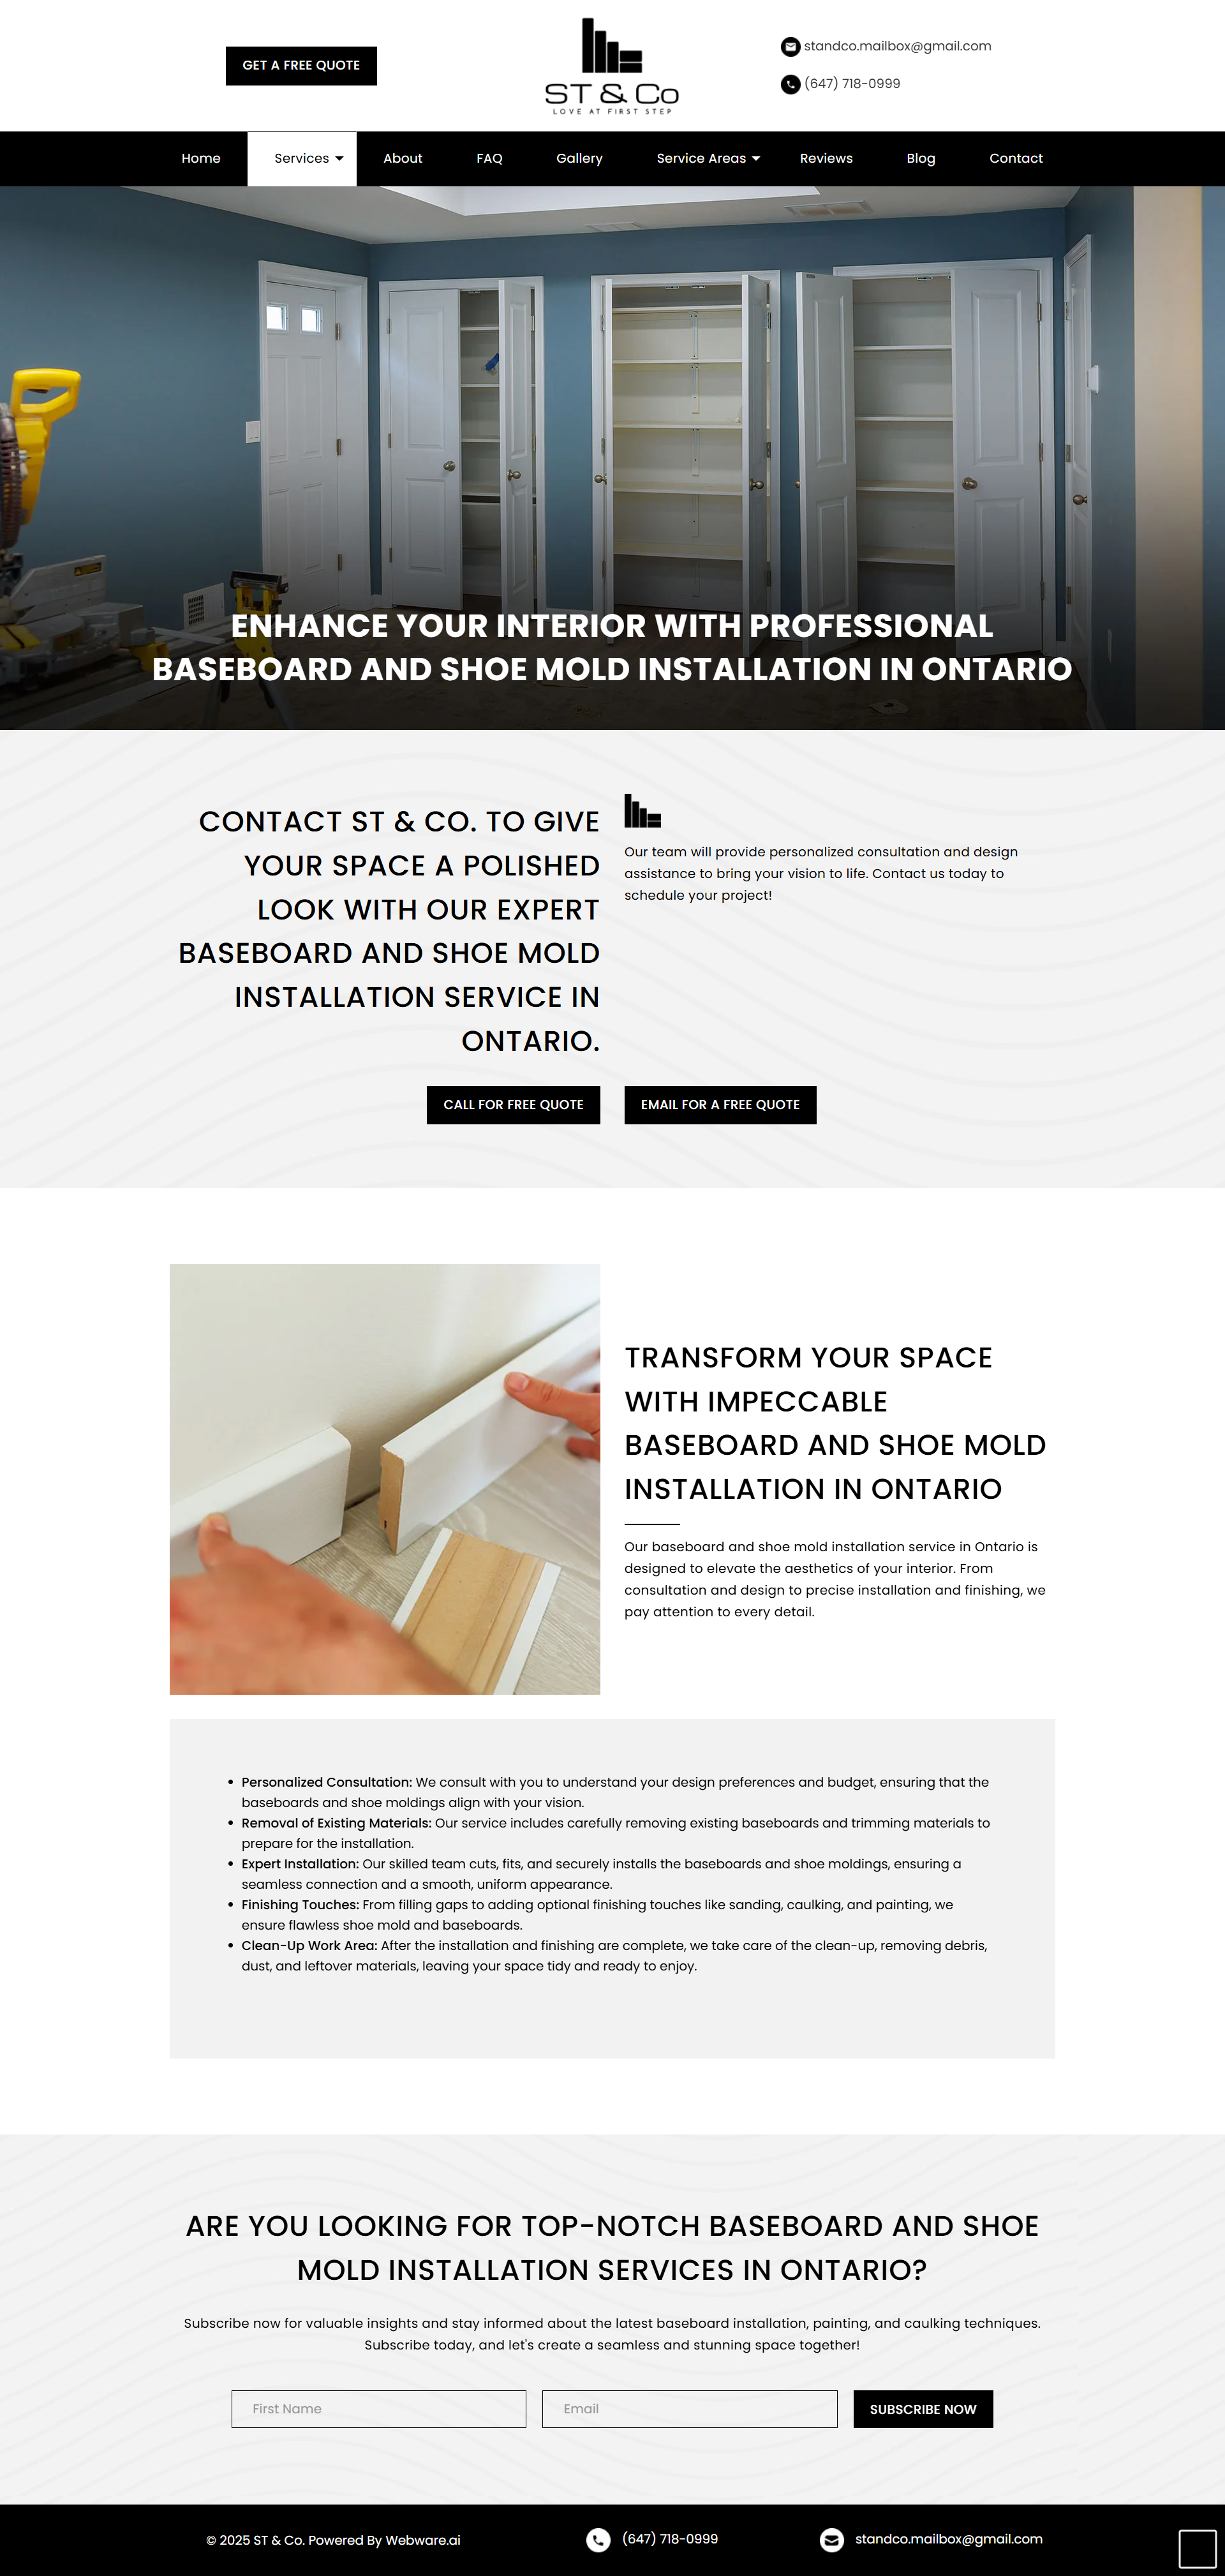 GET A FREE QUOTE
ST & Co
LOVE AT FIRST STEP
standco.mailbox@gmail.com
(647) 718-0999
Home
Services
About
FAQ
Gallery
Service Areas
Reviews
Blog
Contact
ENHANCE YOUR INTERIOR WITH PROFESSIONAL
BASEBOARD AND SHOE MOLD INSTALLATION IN ONTARIO
CONTACT ST & CO. TO GIVE
YOUR SPACE A POLISHED
LOOK WITH OUR EXPERT
BASEBOARD AND SHOE MOLD
INSTALLATION SERVICE IN
ONTARIO.
Our team will provide personalized consultation and design
assistance to bring your vision to life. Contact us today to
schedule your project!
CALL FOR FREE QUOTE
EMAIL FOR A FREE QUOTE
TRANSFORM YOUR SPACE
WITH IMPECCABLE
BASEBOARD AND SHOE MOLD
INSTALLATION IN ONTARIO
Our baseboard and shoe mold installation service in Ontario is
designed to elevate the aesthetics of your interior. From
consultation and design to precise installation and finishing, we
pay attention to every detail.
• Personalized Consultation: We consult with you to understand your design preferences and budget, ensuring that the
baseboards and shoe moldings align with your vision.
• Removal of Existing Materials: Our service includes carefully removing existing baseboards and trimming materials to
prepare for the installation.
• Expert Installation: Our skilled team cuts, fits, and securely installs the baseboards and shoe moldings, ensuring a
seamless connection and a smooth, uniform appearance.
• Finishing Touches: From filling gaps to adding optional finishing touches like sanding, caulking, and painting, we
ensure flawless shoe mold and baseboards.
• Clean-Up Work Area: After the installation and finishing are complete, we take care of the clean-up, removing debris,
dust, and leftover materials, leaving your space tidy and ready to enjoy.
ARE YOU LOOKING FOR TOP-NOTCH BASEBOARD AND SHOE
MOLD INSTALLATION SERVICES IN ONTARIO?
Subscribe now for valuable insights and stay informed about the latest baseboard installation, painting, and caulking techniques.
Subscribe today, and let's create a seamless and stunning space together!
First Name
Email
SUBSCRIBE NOW
© 2025 ST & Co. Powered By Webware.ai
(647) 718-0999
standco.mailbox@gmail.com